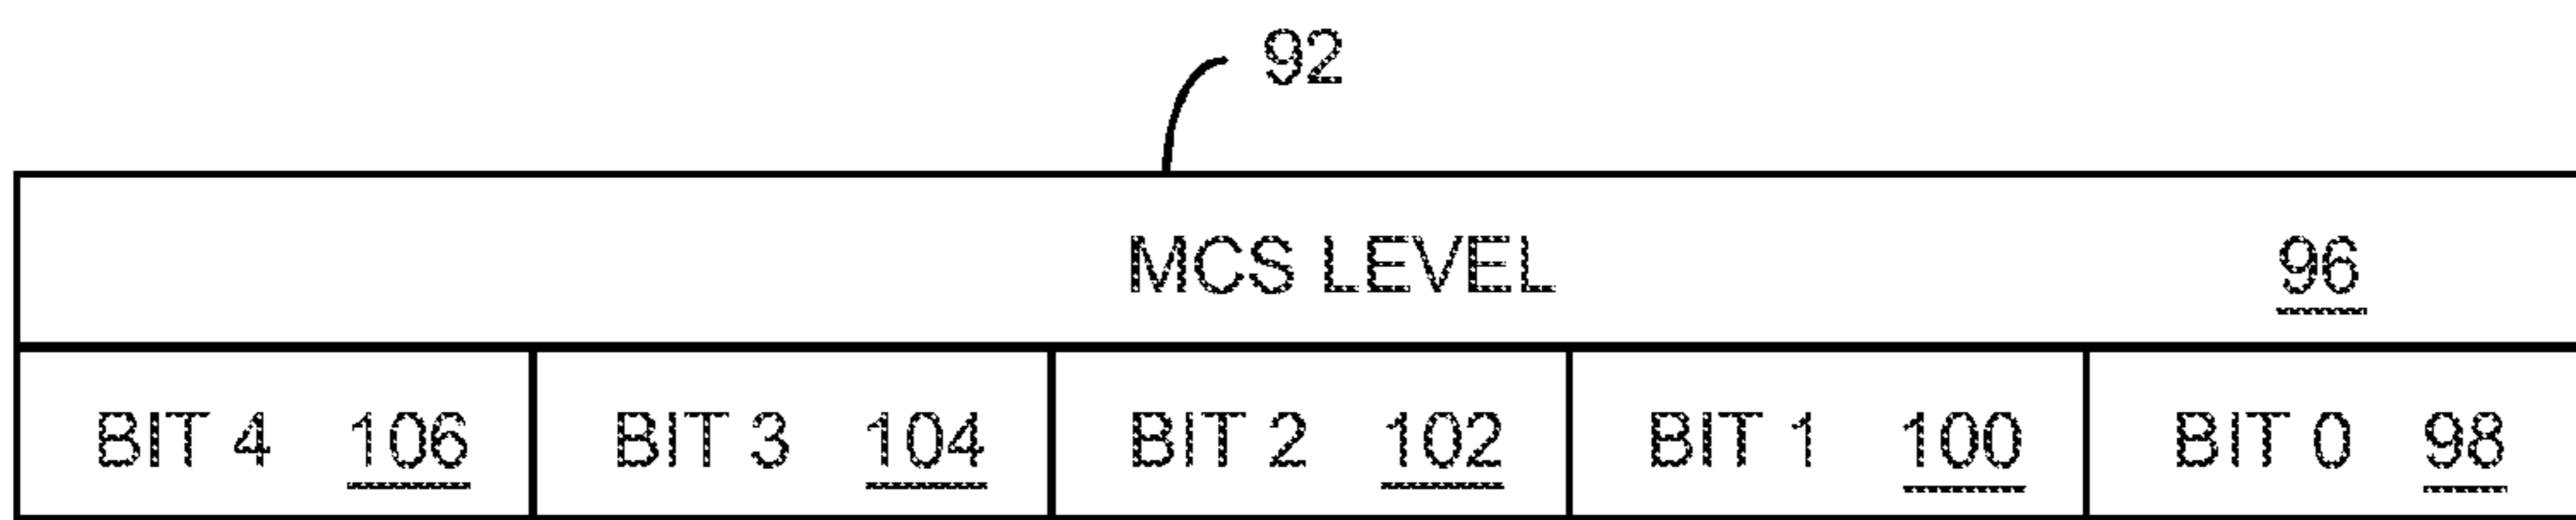 92
MCS LEVEL 96
BIT 4 106 BIT 3 104 BIT 2 102 BIT 1 100 BIT 0 98